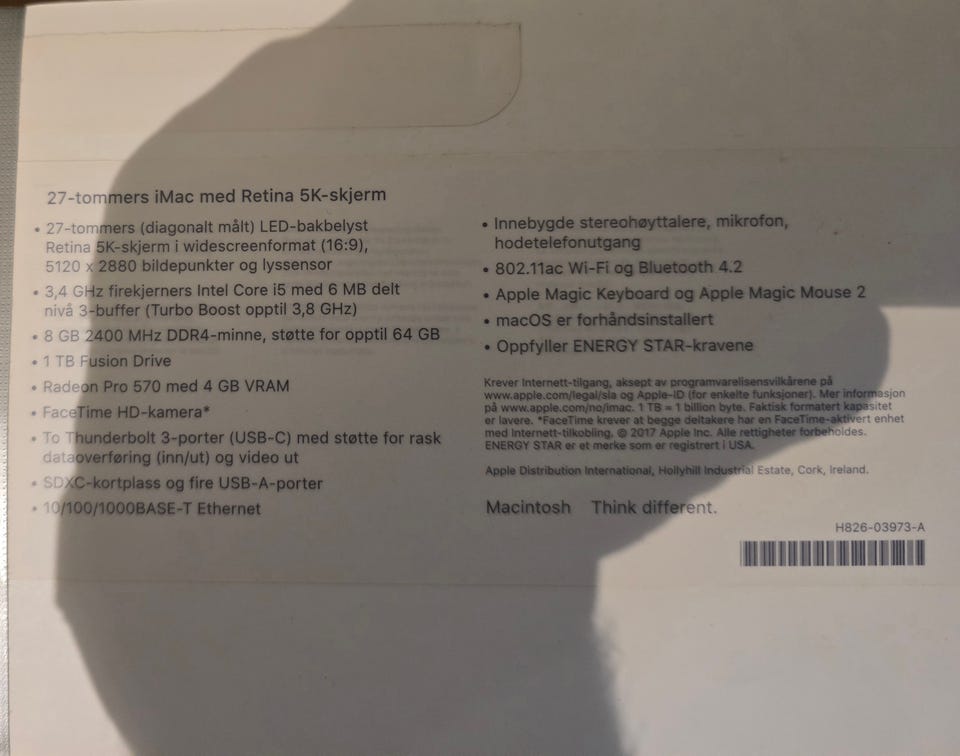 27-tommers iMac med Retina 5K-skjerm
• 27-tommers (diagonalt målt) LED-bakbelyst
Retina 5K-skjerm i widescreenformat (16:9),
5120 x 2880 bildepunkter og lyssensor
• 3,4 GHz firekjerners Intel Core i5 med 6 MB delt
nivå 3-buffer (Turbo Boost opptil 3,8 GHz)
• 8 GB 2400 MHz DDR4-minne, støtte for opptil 64 GB
• 1 TB Fusion Drive
• Radeon Pro 570 med 4 GB VRAM
• FaceTime HD-kamera*
• To Thunderbolt 3-porter (USB-C) med støtte for rask
dataoverføring (inn/ut) og video ut
• SDXC-kortplass og fire USB-A-porter
• 10/100/1000BASE-T Ethernet
• Innebygde stereohøyttalere, mikrofon,
hodetelefonutgang
• 802.11ac Wi-Fi og Bluetooth 4.2
• Apple Magic Keyboard og Apple Magic Mouse 2
• macOS er forhåndsinstallert
• Oppfyller ENERGY STAR-kravene
Krever Internett-tilgang, aksept av programvarelisensvilkårene på
www.apple.com/legal/sla og Apple-ID (for enkelte funksjoner). Mer informasjon
på www.apple.com/no/imac. 1 TB = 1 billion byte. Faktisk formatert kapasitet
er lavere. *FaceTime krever at begge deltakere har en FaceTime-aktivert enhet
med Internett-tilkobling. © 2017 Apple Inc. Alle rettigheter forbeholdes.
ENERGY STAR er et merke som er registrert i USA.
Apple Distribution International, Hollyhill Industrial Estate, Cork, Ireland.
Macintosh Think different.
H826-03973-A